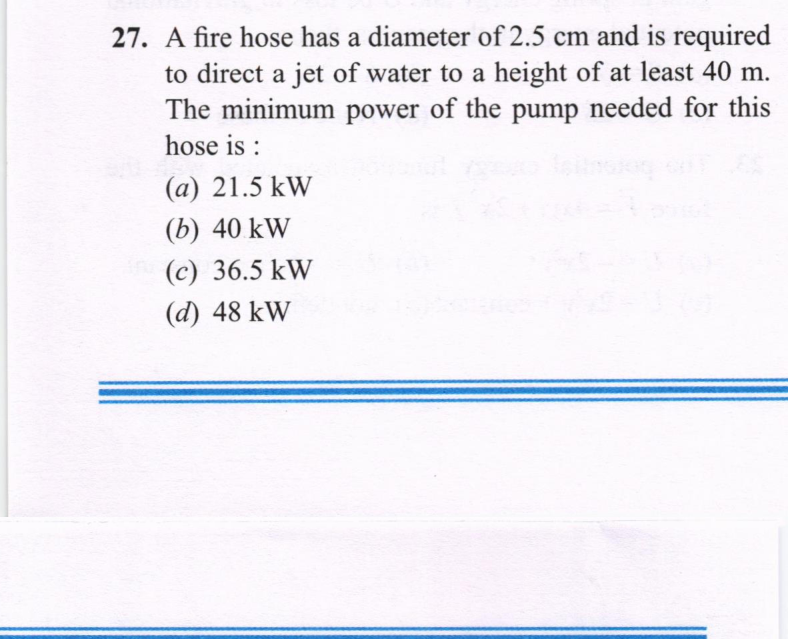 27. A fire hose has a diameter of 2.5 cm and is required
to direct a jet of water to a height of at least 40 m.
The minimum power of the pump needed for this
hose is :
(a) 21.5 kW
(b) 40 kW
(c) 36.5 kW
(d) 48 kW